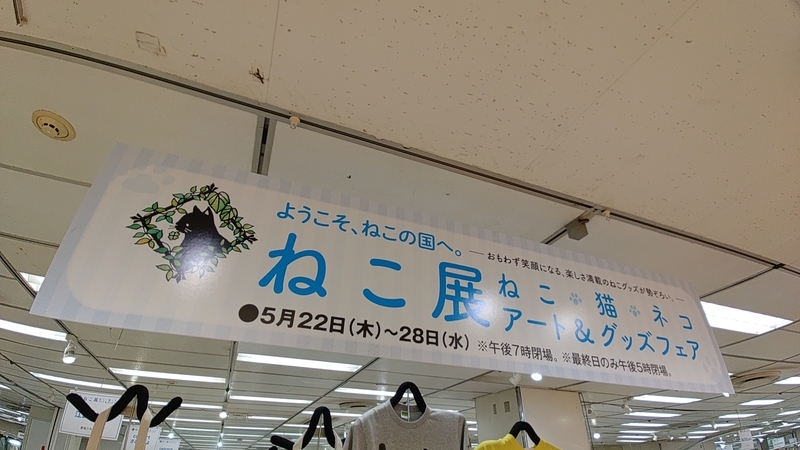 ようこそ、ねこの国へ。
―おもわず笑顔になる、楽しさ満載のねこグッズが勢ぞろい。―
ねこ展
ねこ 猫 ネコ
アート&グッズフェア
●5月22日(木)～28日(水) ※午後7時閉場。※最終日のみ午後5時閉場。